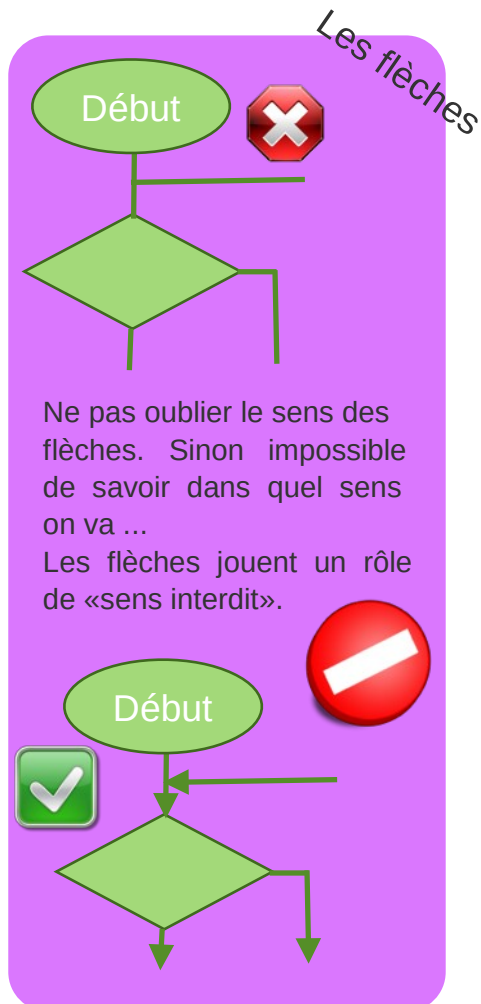 Les flèches
Début
Ne pas oublier le sens des
flèches. Sinon impossible
de savoir dans quel sens
on va ...
Les flèches jouent un rôle
de «sens interdit».
Début